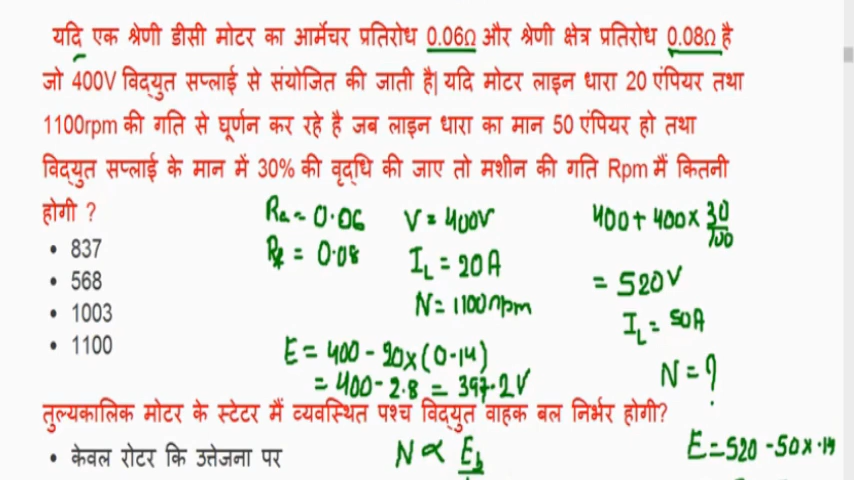 यदि एक श्रेणी डीसी मोटर का आर्मेचर प्रतिरोध 0.06Ω और श्रेणी क्षेत्र प्रतिरोध 0.08Ω है
जो 400V विद्युत सप्लाई से संयोजित की जाती है| यदि मोटर लाइन धारा 20 एंपियर तथा
1100rpm की गति से घूर्णन कर रहे है जब लाइन धारा का मान 50 एंपियर हो तथा
विद्युत सप्लाई के मान में 30% की वृद्धि की जाए तो मशीन की गति Rpm मैं कितनी
होगी ?
Ra = 0.06 V = 400V 400 + 400 × 30/100
• 837
Rf = 0.08 IL = 20A = 520V
• 568
• 1003
N = 1100rpm IL = 50A
• 1100
E = 400 - 20 × (0.14)
= 400 - 2.8 = 397.2V N = ?
तुल्यकालिक मोटर के स्टेटर मैं व्यवस्थित पश्च विद्युत वाहक बल निर्भर होगी?
• केवल रोटर कि उत्तेजना पर N ∝ Eb E = 520 - 50 × .14